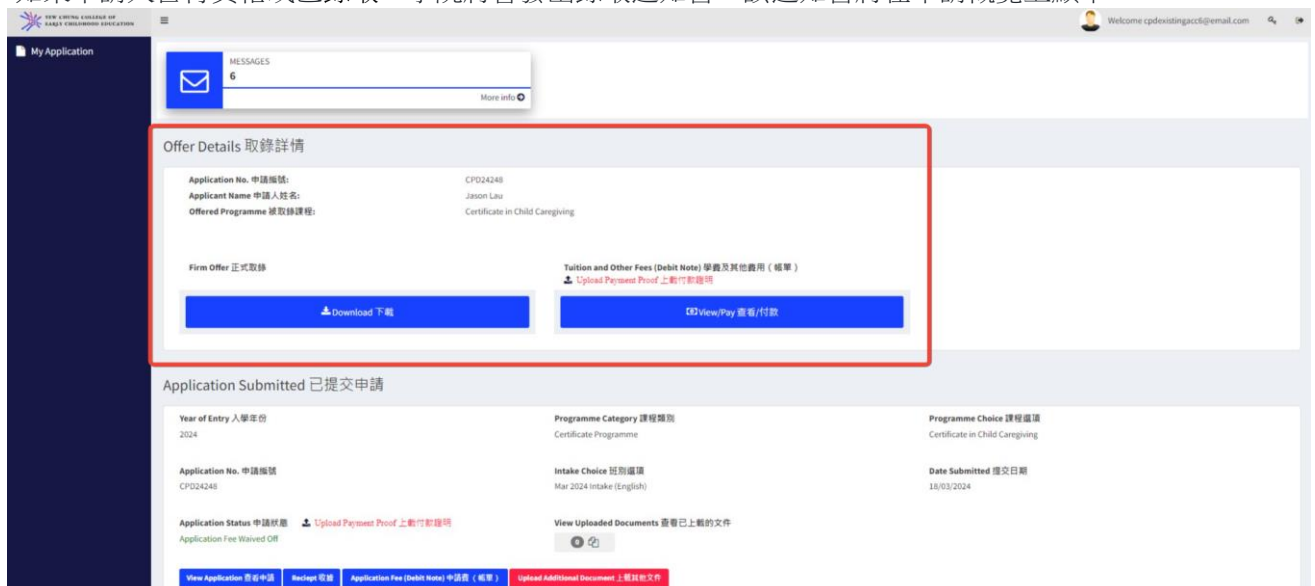 YEW CHUNG COLLEGE OF
EARLY CHILDHOOD EDUCATION
Welcome cpdexistingacc6@email.com
My Application
MESSAGES
6
More info
Offer Details 取錄詳情
Application No. 申請編號: CPD24248
Applicant Name 申請人姓名: Jason Lau
Offered Programme 被取錄課程: Certificate in Child Caregiving
Firm Offer 正式取錄 Tuition and Other Fees (Debit Note) 學費及其他費用（帳單）
Upload Payment Proof 上載付款證明
Download 下載 View/Pay 查看/付款
Application Submitted 已提交申請
Year of Entry 入學年份 Programme Category 課程類別 Programme Choice 課程選項
2024 Certificate Programme Certificate in Child Caregiving
Application No. 申請編號 Intake Choice 班別選項 Date Submitted 提交日期
CPD24248 Mar 2024 Intake (English) 18/03/2024
Application Status 申請狀態 Upload Payment Proof 上載付款證明 View Uploaded Documents 查看已上載的文件
Application Fee Waived Off
View Application 查看申請 Reciept 收據 Application Fee (Debit Note) 申請費（帳單） Upload Additional Document 上載其他文件